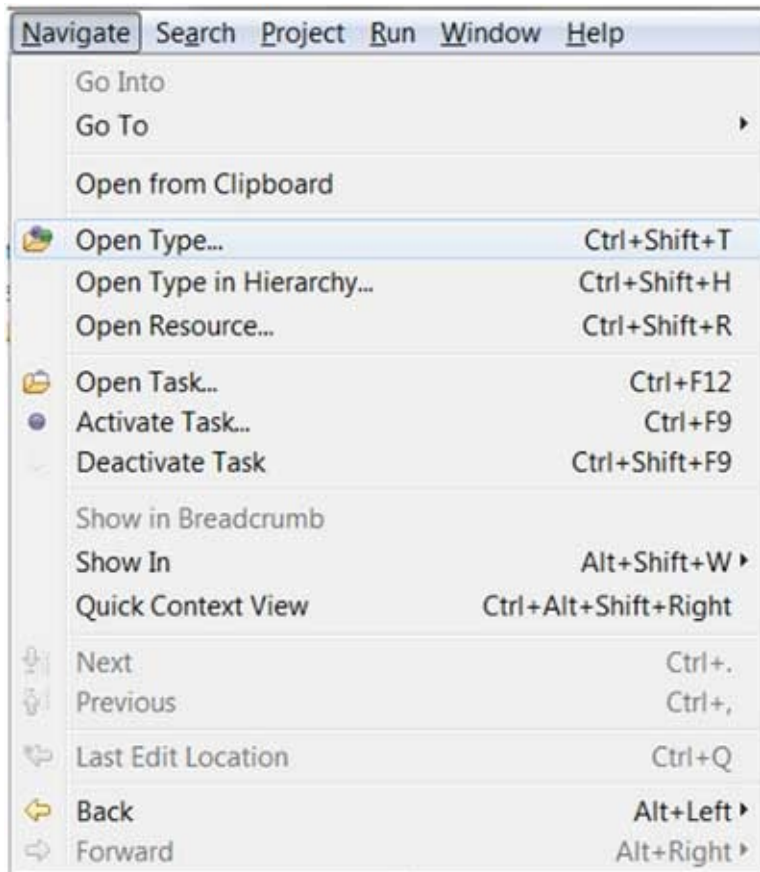 Navigate Search Project Run Window Help
Go Into
Go To
Open from Clipboard
Open Type... Ctrl+Shift+T
Open Type in Hierarchy... Ctrl+Shift+H
Open Resource... Ctrl+Shift+R
Open Task... Ctrl+F12
Activate Task... Ctrl+F9
Deactivate Task Ctrl+Shift+F9
Show in Breadcrumb
Show In Alt+Shift+W
Quick Context View Ctrl+Alt+Shift+Right
Next Ctrl+.
Previous Ctrl+,
Last Edit Location Ctrl+Q
Back Alt+Left
Forward Alt+Right